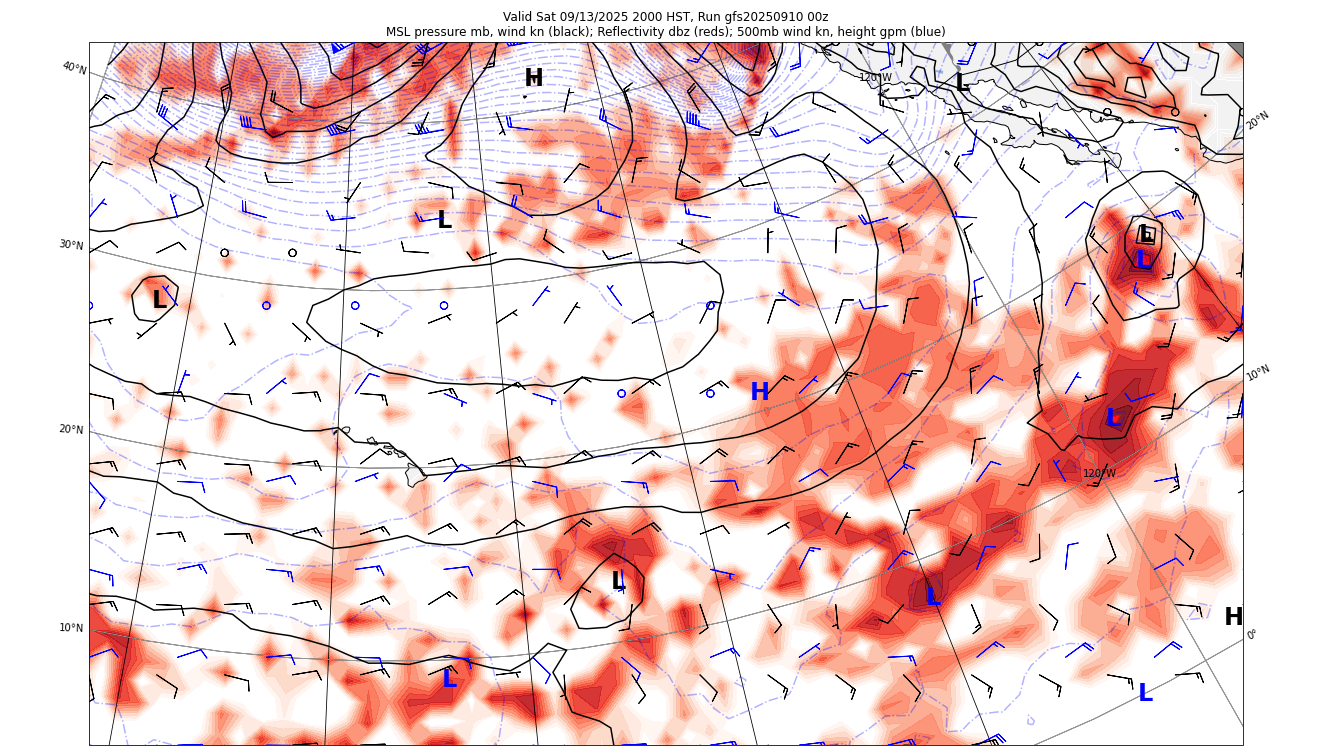 Valid Sat 09/13/2025 2000 HST, Run gfs20250910 00z
MSL pressure mb, wind kn (black); Reflectivity dbz (reds); 500mb wind kn, height gpm (blue)
40°N
H
120°W
L
20°N
L
30°N
L
L
L
H
10°N
20°N
L
120°W
L
L
10°N
H
0°
L
L